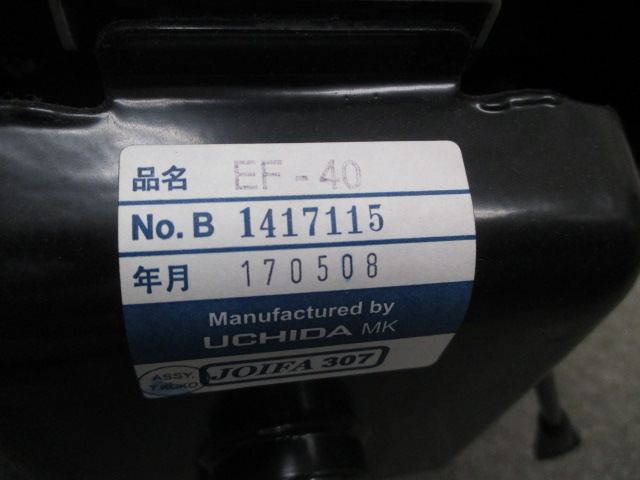 品名 EF-40
No.B 1417115
年月 170508
Manufactured by
UCHIDA MK
ASSY. JOIFA 307